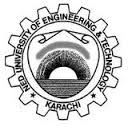 NED UNIVERSITY OF ENGINEERING & TECHNOLOGY
KARACHI